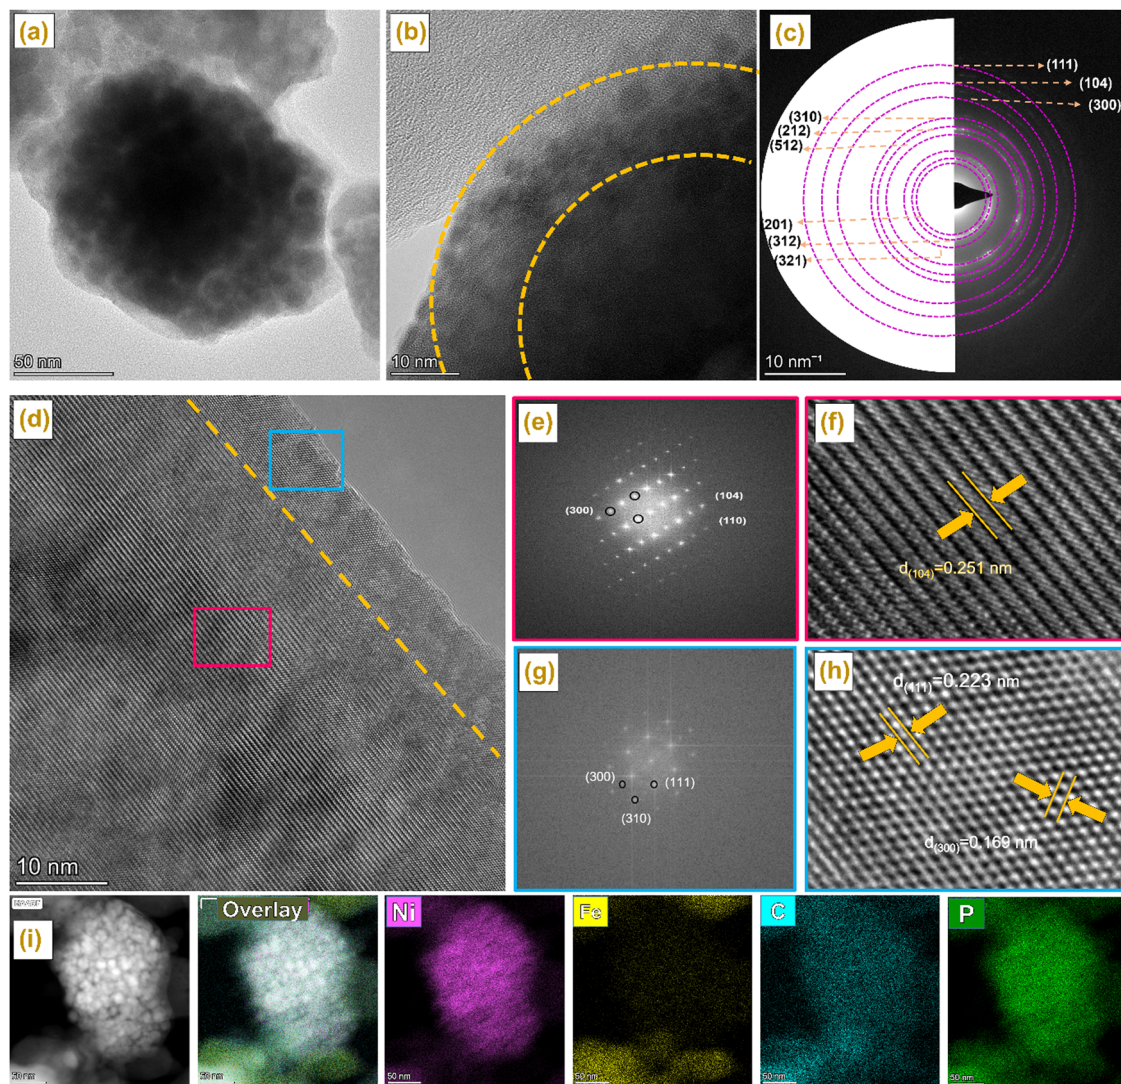 (a)
50 nm
(b)
10 nm
(c)
(111)
(104)
(300)
(310)
(212)
(512)
(201)
(312)
(321)
10 nm⁻¹
(d)
10 nm
(e)
(104)
(300)
(110)
(f)
d(104)=0.251 nm
(g)
(300)
(111)
(310)
(h)
d(111)=0.223 nm
d(300)=0.169 nm
(i)
HAADF
50 nm
Overlay
50 nm
Ni
50 nm
Fe
50 nm
C
50 nm
P
50 nm